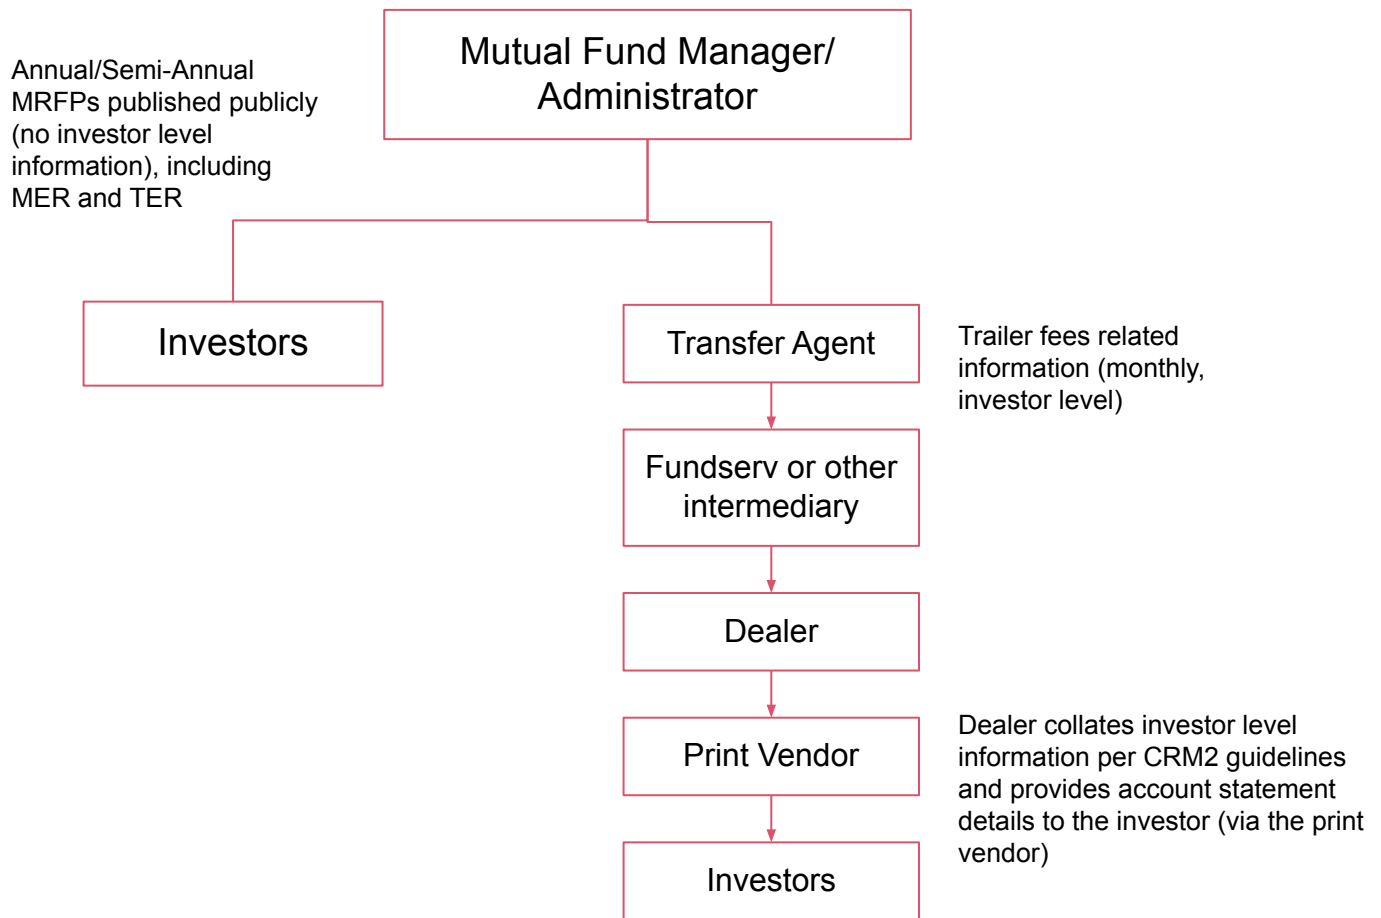 Mutual Fund Manager/
Administrator
Annual/Semi-Annual
MRFPs published publicly
(no investor level
information), including
MER and TER
Investors
Transfer Agent
Trailer fees related
information (monthly,
investor level)
Fundserv or other
intermediary
Dealer
Print Vendor
Dealer collates investor level
information per CRM2 guidelines
and provides account statement
details to the investor (via the print
vendor)
Investors